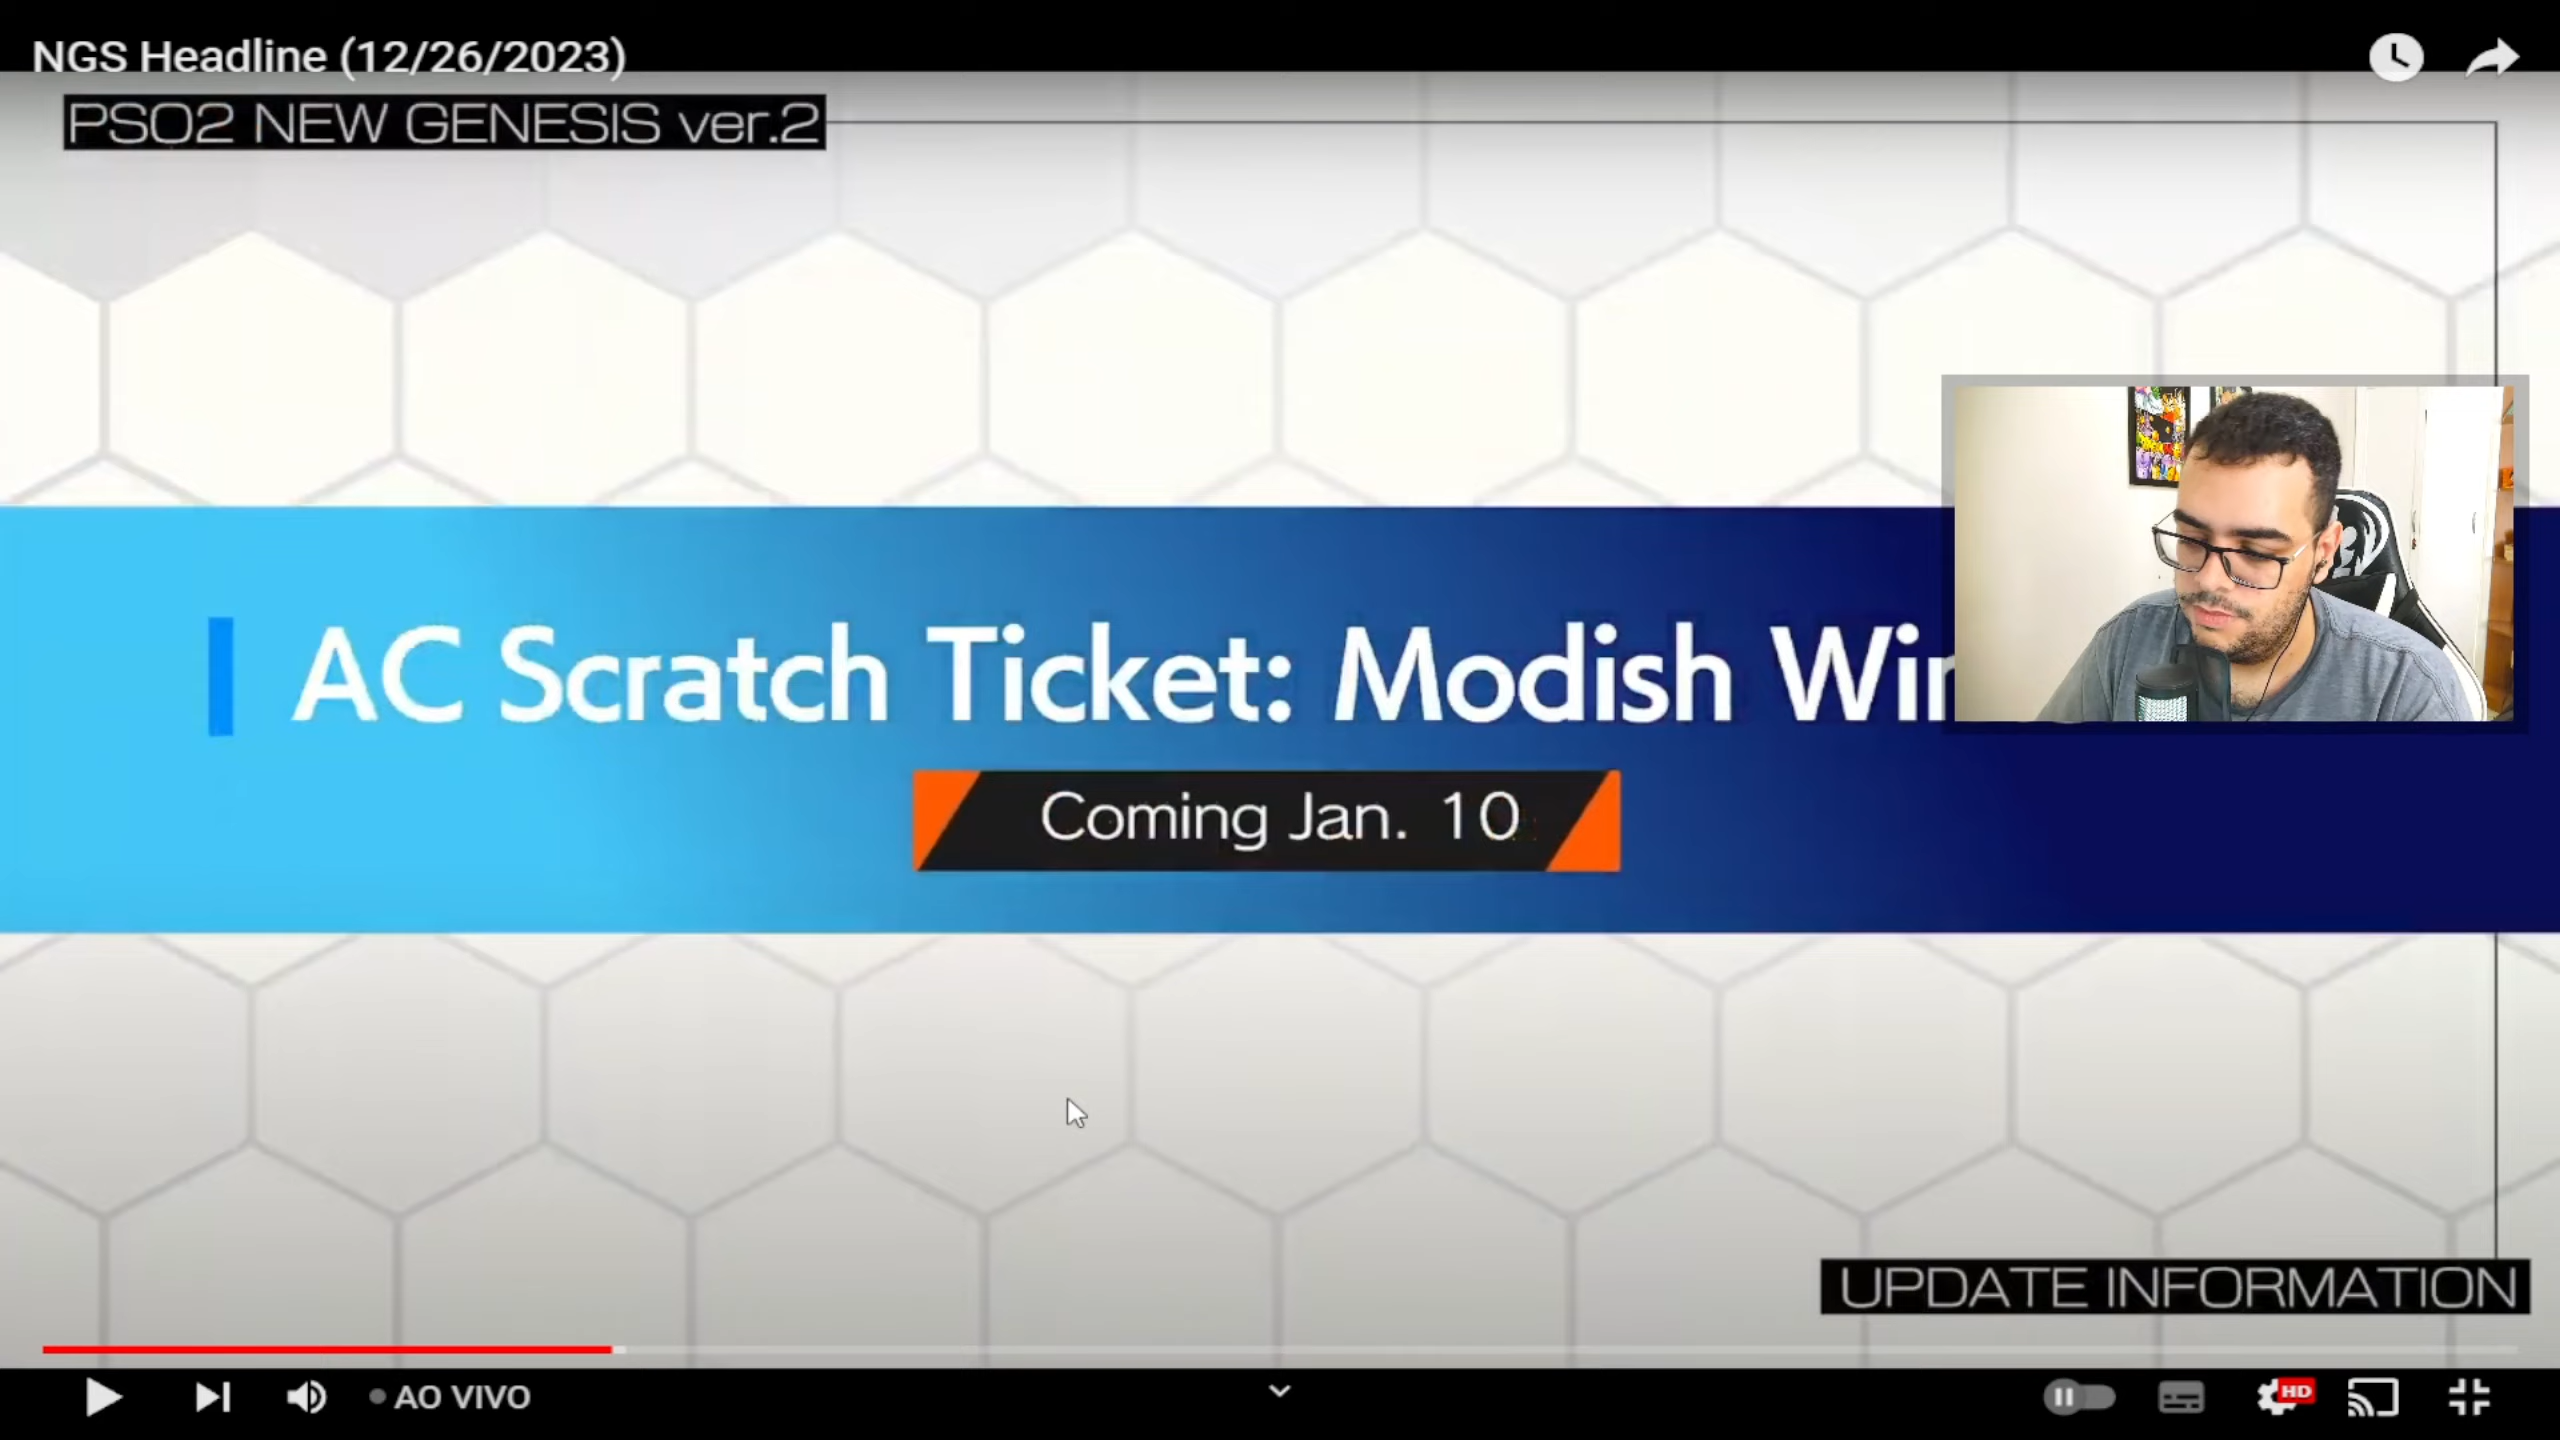 NGS Headline (12/26/2023)
PSO2 NEW GENESIS ver.2
AC Scratch Ticket: Modish
Coming Jan. 10
UPDATE INFORMATION
AO VIVO
HD